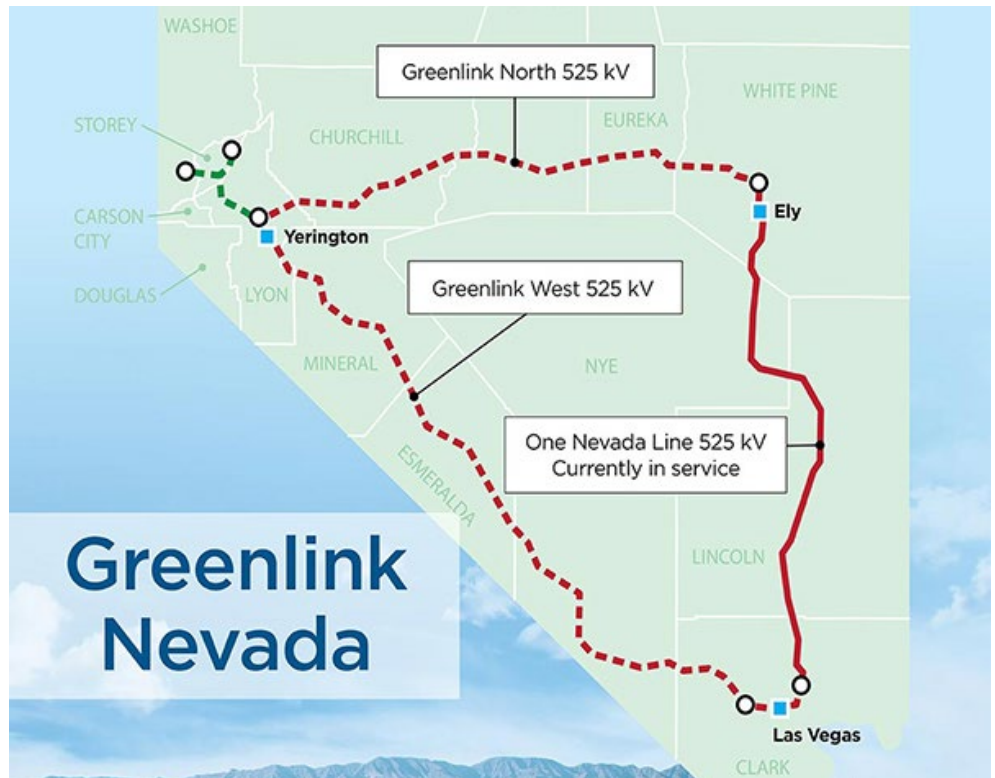 WASHOE
Greenlink North 525 kV
WHITE PINE
EUREKA
STOREY
CHURCHILL
CARSON
CITY
Yerington
Ely
DOUGLAS
LYON
Greenlink West 525 kV
MINERAL
NYE
One Nevada Line 525 kV
Currently in service
ESMERALDA
LINCOLN
Greenlink
Nevada
Las Vegas
CLARK